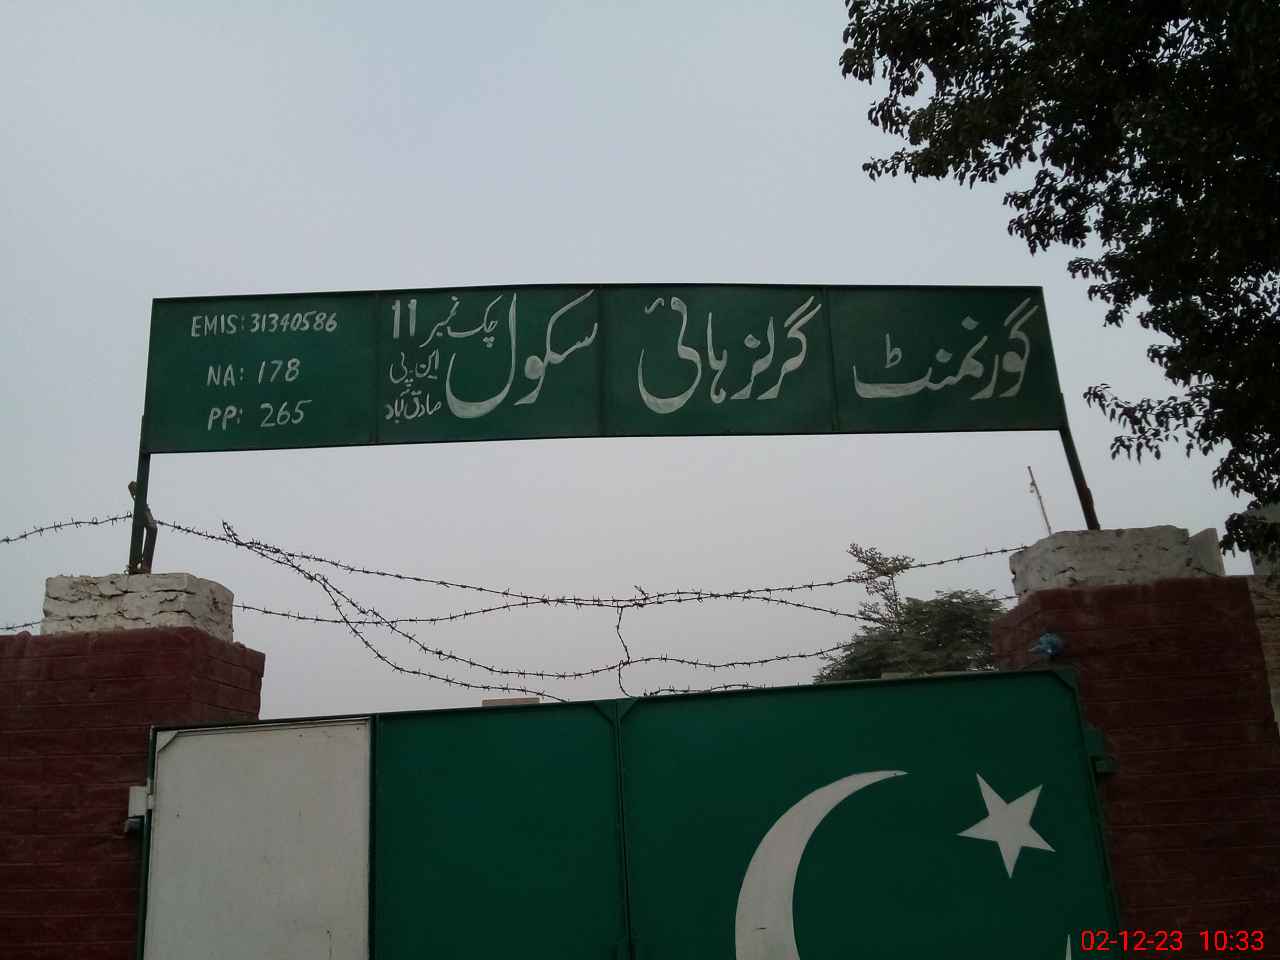 گورنمنٹ گرلز ہائی سکول
چک نمبر 11
این پی
صادق آباد
EMIS: 31340586
NA: 178
PP: 265
02-12-23 10:33